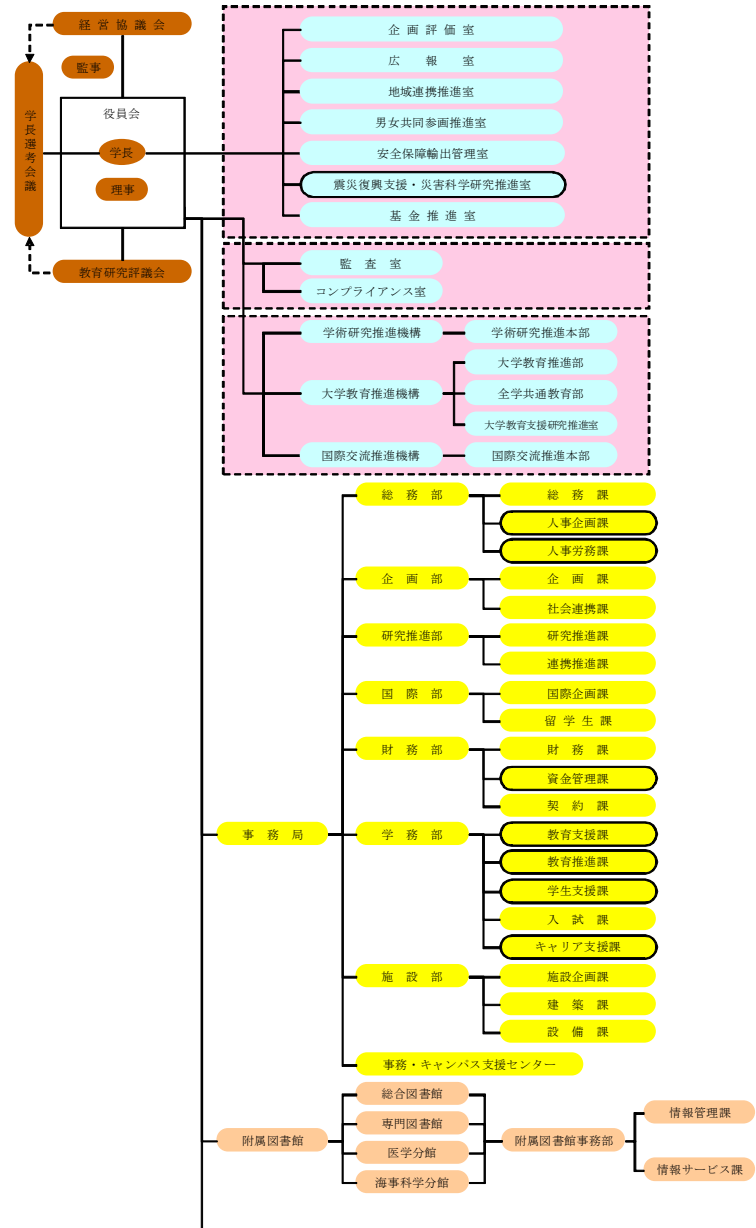 経営協議会
監事
学長選考会議
役員会
学長
理事
教育研究評議会
企画評価室
広報室
地域連携推進室
男女共同参画推進室
安全保障輸出管理室
震災復興支援・災害科学研究推進室
基金推進室
監査室
コンプライアンス室
学術研究推進機構
学術研究推進本部
大学教育推進機構
大学教育推進部
全学共通教育部
大学教育支援研究推進室
国際交流推進機構
国際交流推進本部
事務局
総務部
総務課
人事企画課
人事労務課
企画部
企画課
社会連携課
研究推進部
研究推進課
連携推進課
国際部
国際企画課
留学生課
財務部
財務課
資金管理課
契約課
学務部
教育支援課
教育推進課
学生支援課
入試課
キャリア支援課
施設部
施設企画課
建築課
設備課
事務・キャンパス支援センター
附属図書館
総合図書館
専門図書館
医学分館
海事科学分館
附属図書館事務部
情報管理課
情報サービス課